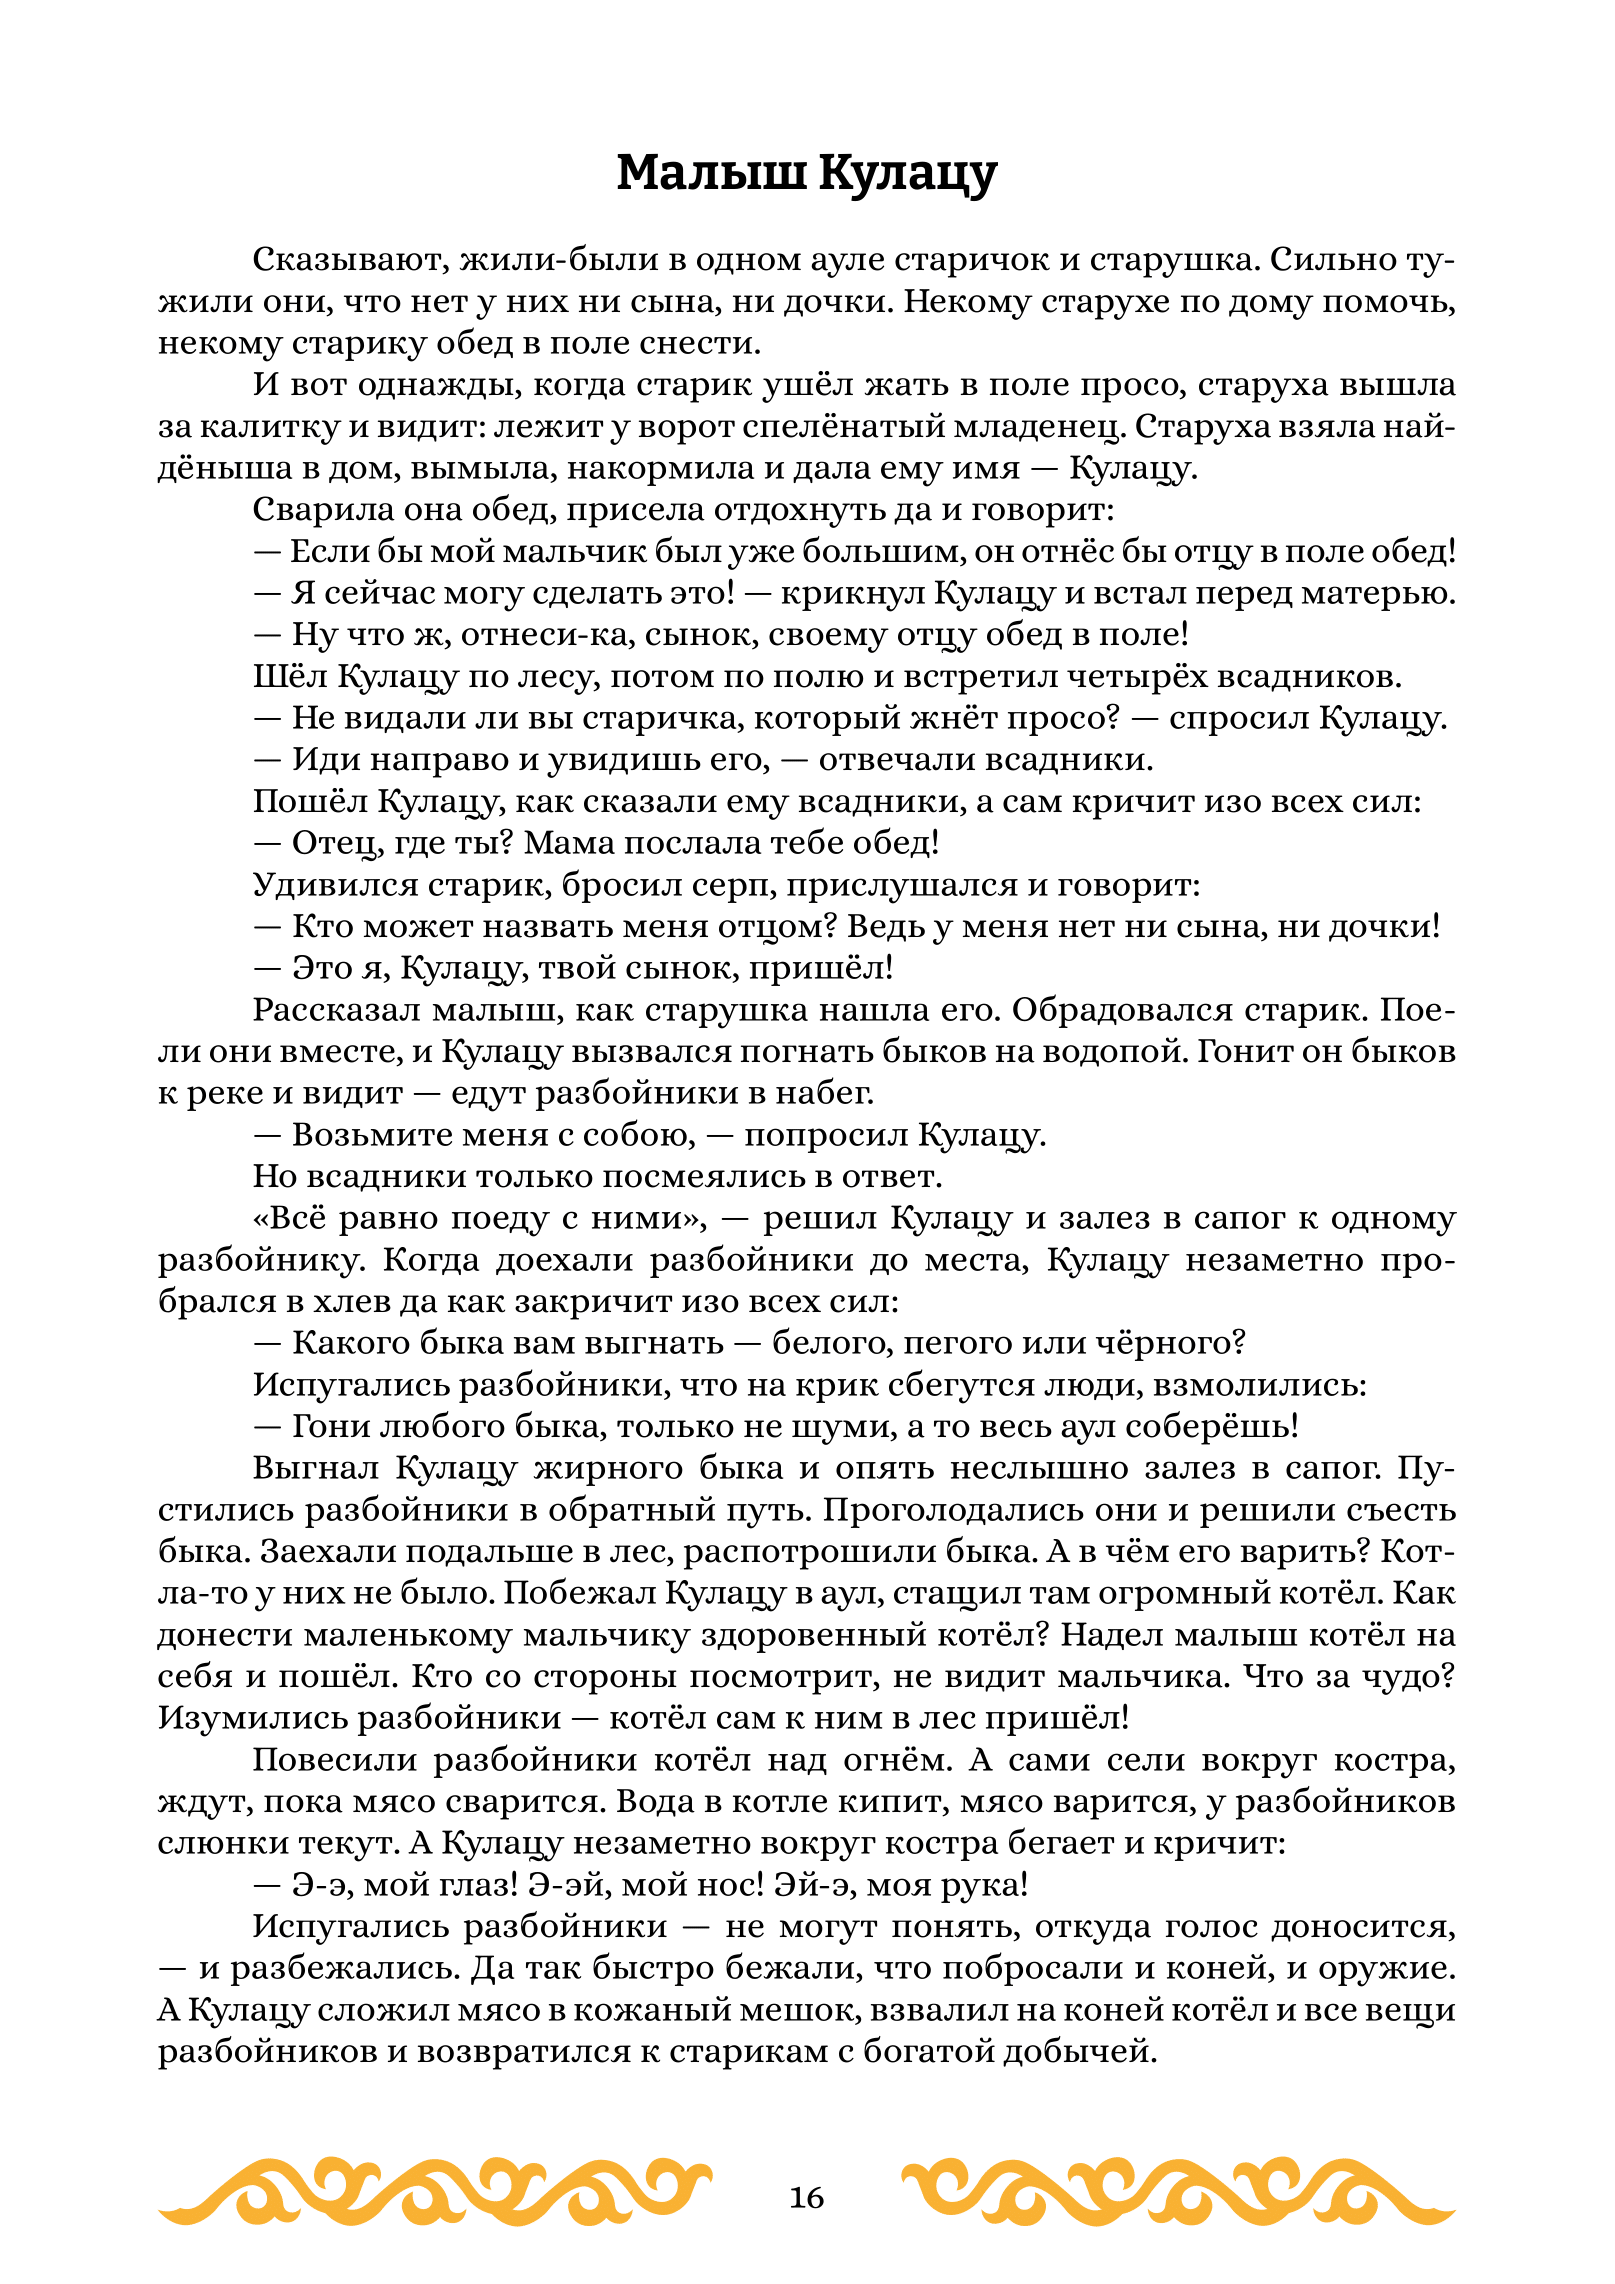 Малыш Кулацу
Сказывают, жили-были в одном ауле старичок и старушка. Сильно ту-
жили они, что нет у них ни сына, ни дочки. Некому старухе по дому помочь,
некому старику обед в поле снести.
И вот однажды, когда старик ушёл жать в поле просо, старуха вышла
за калитку и видит: лежит у ворот спелёнатый младенец. Старуха взяла най-
дёныша в дом, вымыла, накормила и дала ему имя — Кулацу.
Сварила она обед, присела отдохнуть да и говорит:
— Если бы мой мальчик был уже большим, он отнёс бы отцу в поле обед!
— Я сейчас могу сделать это! — крикнул Кулацу и встал перед матерью.
— Ну что ж, отнеси-ка, сынок, своему отцу обед в поле!
Шёл Кулацу по лесу, потом по полю и встретил четырёх всадников.
— Не видали ли вы старичка, который жнёт просо? — спросил Кулацу.
— Иди направо и увидишь его, — отвечали всадники.
Пошёл Кулацу, как сказали ему всадники, а сам кричит изо всех сил:
— Отец, где ты? Мама послала тебе обед!
Удивился старик, бросил серп, прислушался и говорит:
— Кто может назвать меня отцом? Ведь у меня нет ни сына, ни дочки!
— Это я, Кулацу, твой сынок, пришёл!
Рассказал малыш, как старушка нашла его. Обрадовался старик. Пое-
ли они вместе, и Кулацу вызвался погнать быков на водопой. Гонит он быков
к реке и видит — едут разбойники в набег.
— Возьмите меня с собою, — попросил Кулацу.
Но всадники только посмеялись в ответ.
«Всё равно поеду с ними», — решил Кулацу и залез в сапог к одному
разбойнику. Когда доехали разбойники до места, Кулацу незаметно про-
брался в хлев да как закричит изо всех сил:
— Какого быка вам выгнать — белого, пегого или чёрного?
Испугались разбойники, что на крик сбегутся люди, взмолились:
— Гони любого быка, только не шуми, а то весь аул соберёшь!
Выгнал Кулацу жирного быка и опять неслышно залез в сапог. Пу-
стились разбойники в обратный путь. Проголодались они и решили съесть
быка. Заехали подальше в лес, распотрошили быка. А в чём его варить? Кот-
ла-то у них не было. Побежал Кулацу в аул, стащил там огромный котёл. Как
донести маленькому мальчику здоровенный котёл? Надел малыш котёл на
себя и пошёл. Кто со стороны посмотрит, не видит мальчика. Что за чудо?
Изумились разбойники — котёл сам к ним в лес пришёл!
Повесили разбойники котёл над огнём. А сами сели вокруг костра,
ждут, пока мясо сварится. Вода в котле кипит, мясо варится, у разбойников
слюнки текут. А Кулацу незаметно вокруг костра бегает и кричит:
— Э-э, мой глаз! Э-эй, мой нос! Эй-э, моя рука!
Испугались разбойники — не могут понять, откуда голос доносится,
— и разбежались. Да так быстро бежали, что побросали и коней, и оружие.
А Кулацу сложил мясо в кожаный мешок, взвалил на коней котёл и все вещи
разбойников и возвратился к старикам с богатой добычей.
16